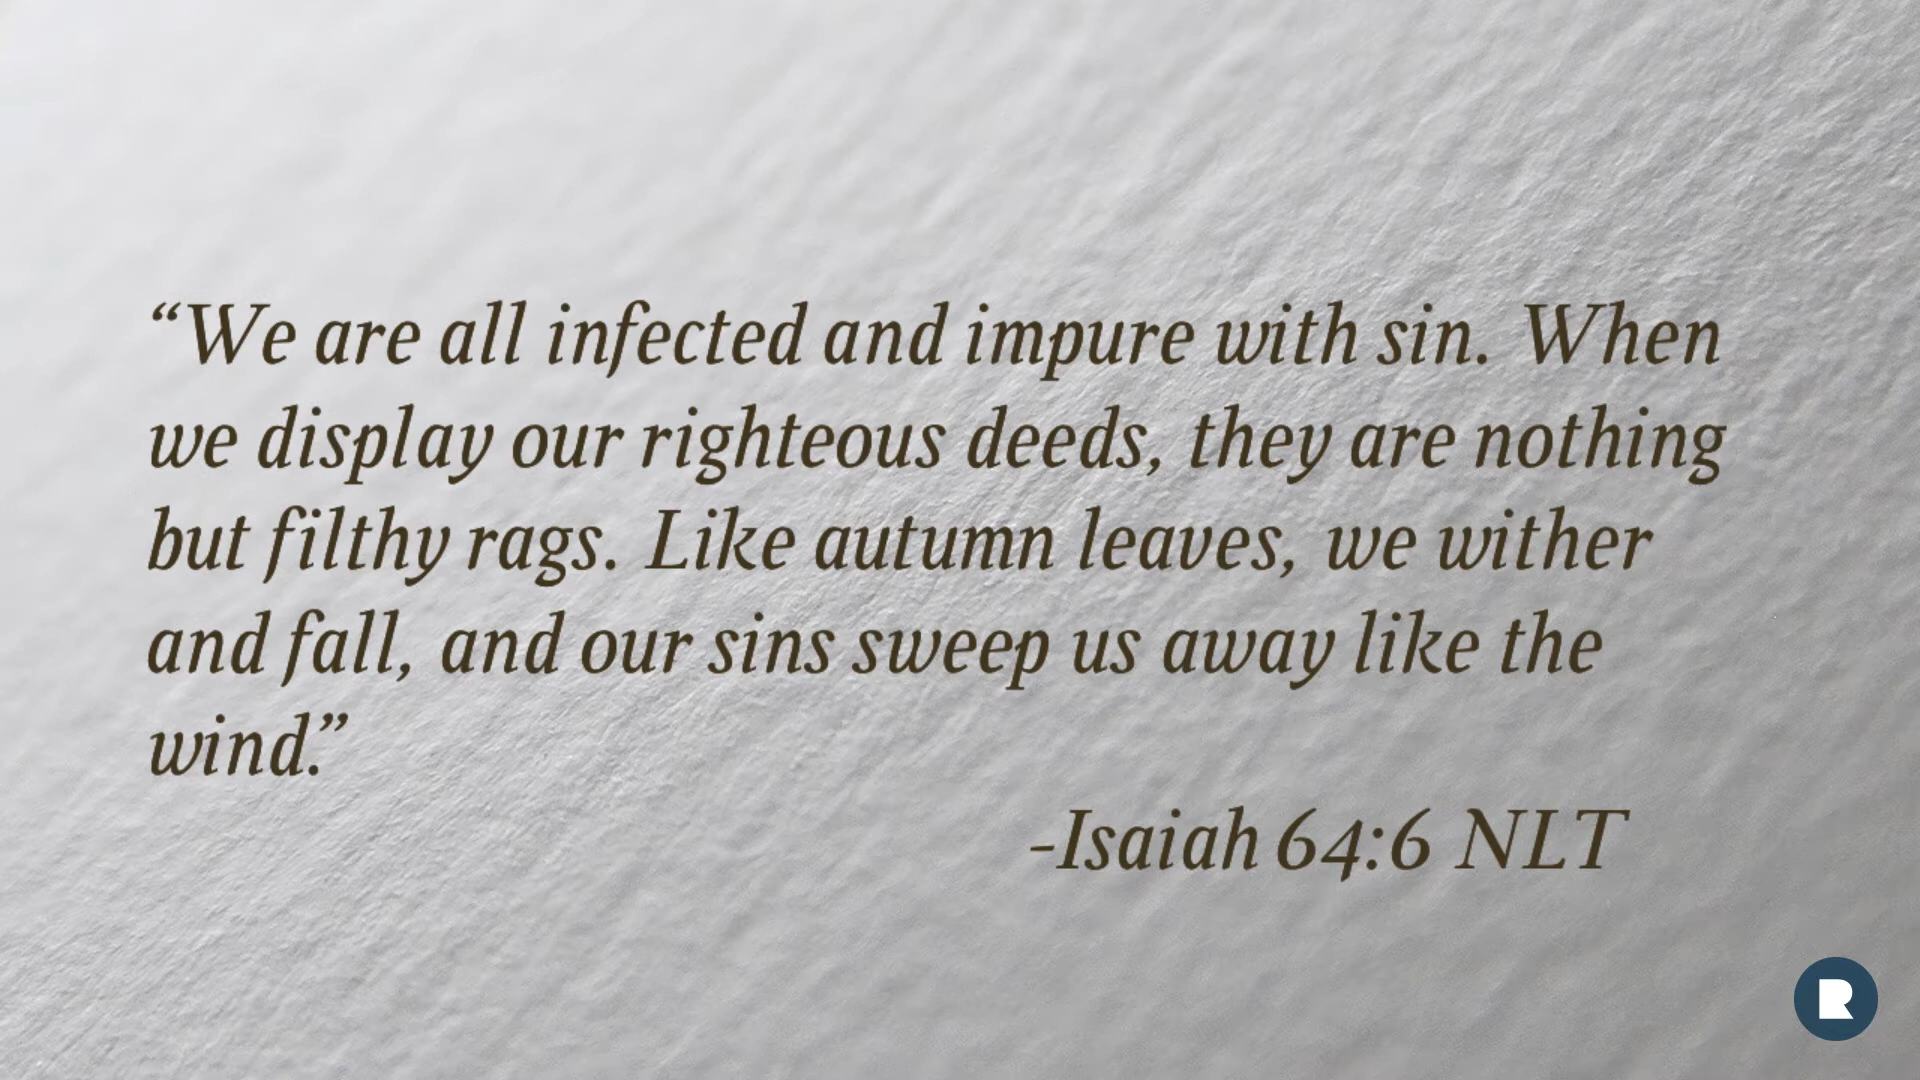 “We are all infected and impure with sin. When
we display our righteous deeds, they are nothing
but filthy rags. Like autumn leaves, we wither
and fall, and our sins sweep us away like the
wind.”
-Isaiah 64:6 NLT
R